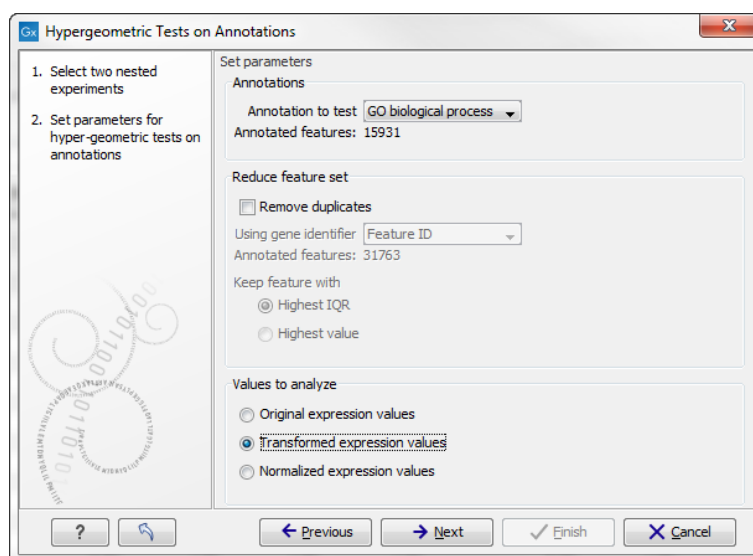 Gx Hypergeometric Tests on Annotations
X
1. Select two nested
experiments
2. Set parameters for
hyper-geometric tests on
annotations
Set parameters
Annotations
Annotation to test GO biological process
Annotated features: 15931
Reduce feature set
Remove duplicates
Using gene identifier Feature ID
Annotated features: 31763
Keep feature with
Highest IQR
Highest value
Values to analyze
Original expression values
Transformed expression values
Normalized expression values
? Previous Next Finish Cancel